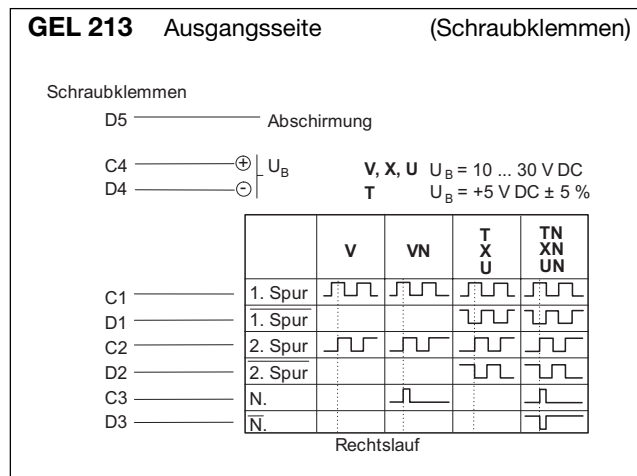 GEL 213 Ausgangsseite (Schraubklemmen)
Schraubklemmen
D5 Abschirmung
C4 + U_B V, X, U U_B = 10 ... 30 V DC
D4 - T U_B = +5 V DC ± 5 %
V VN T X U TN XN UN
C1 1. Spur
D1 1. Spur
C2 2. Spur
D2 2. Spur
C3 N.
D3 N.
Rechtslauf